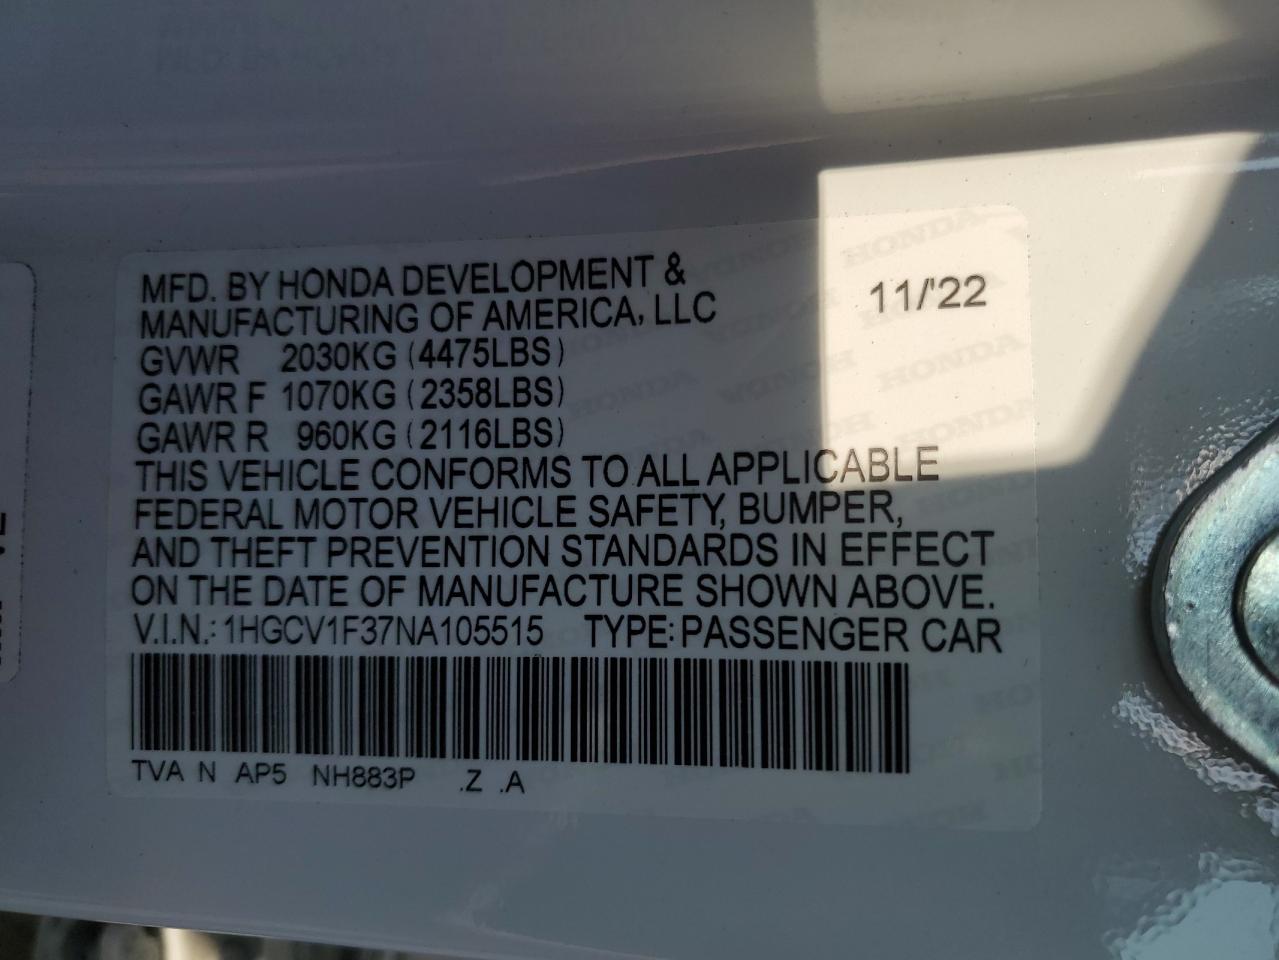 MFD. BY HONDA DEVELOPMENT &
MANUFACTURING OF AMERICA, LLC
11/'22
GVWR 2030KG (4475LBS)
GAWR F 1070KG (2358LBS)
GAWR R 960KG (2116LBS)
THIS VEHICLE CONFORMS TO ALL APPLICABLE
FEDERAL MOTOR VEHICLE SAFETY, BUMPER,
AND THEFT PREVENTION STANDARDS IN EFFECT
ON THE DATE OF MANUFACTURE SHOWN ABOVE.
V.I.N.: 1HGCV1F37NA105515 TYPE: PASSENGER CAR
TVA N AP5 NH883P .Z .A